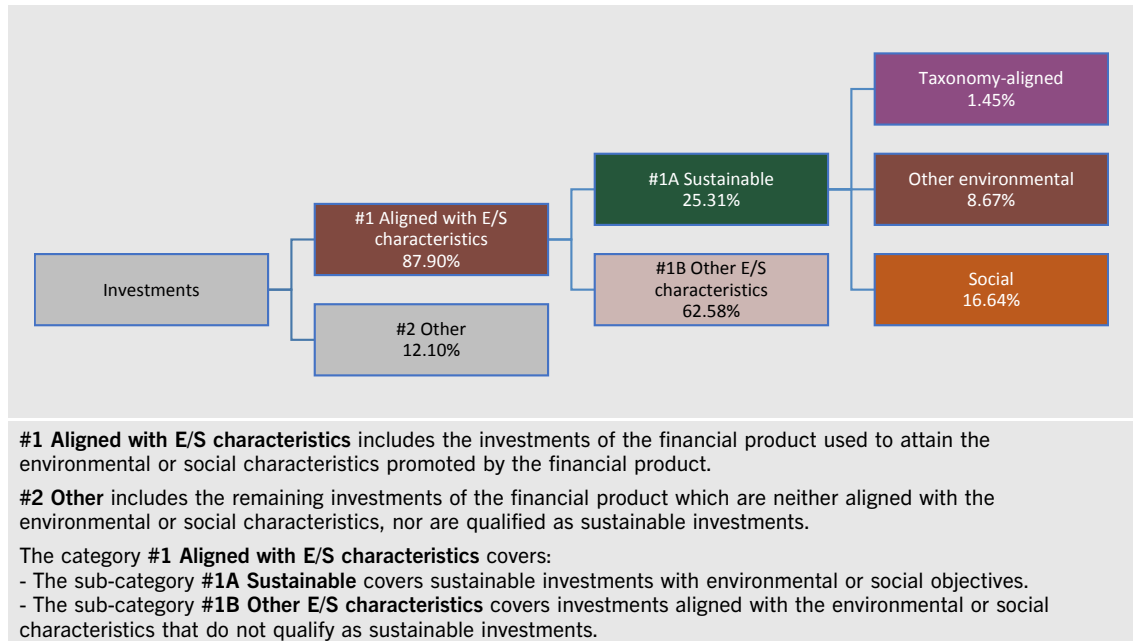 Investments
#1 Aligned with E/S
characteristics
87.90%
#2 Other
12.10%
#1A Sustainable
25.31%
#1B Other E/S
characteristics
62.58%
Taxonomy-aligned
1.45%
Other environmental
8.67%
Social
16.64%
#1 Aligned with E/S characteristics includes the investments of the financial product used to attain the
environmental or social characteristics promoted by the financial product.
#2 Other includes the remaining investments of the financial product which are neither aligned with the
environmental or social characteristics, nor are qualified as sustainable investments.
The category #1 Aligned with E/S characteristics covers:
- The sub-category #1A Sustainable covers sustainable investments with environmental or social objectives.
- The sub-category #1B Other E/S characteristics covers investments aligned with the environmental or social
characteristics that do not qualify as sustainable investments.